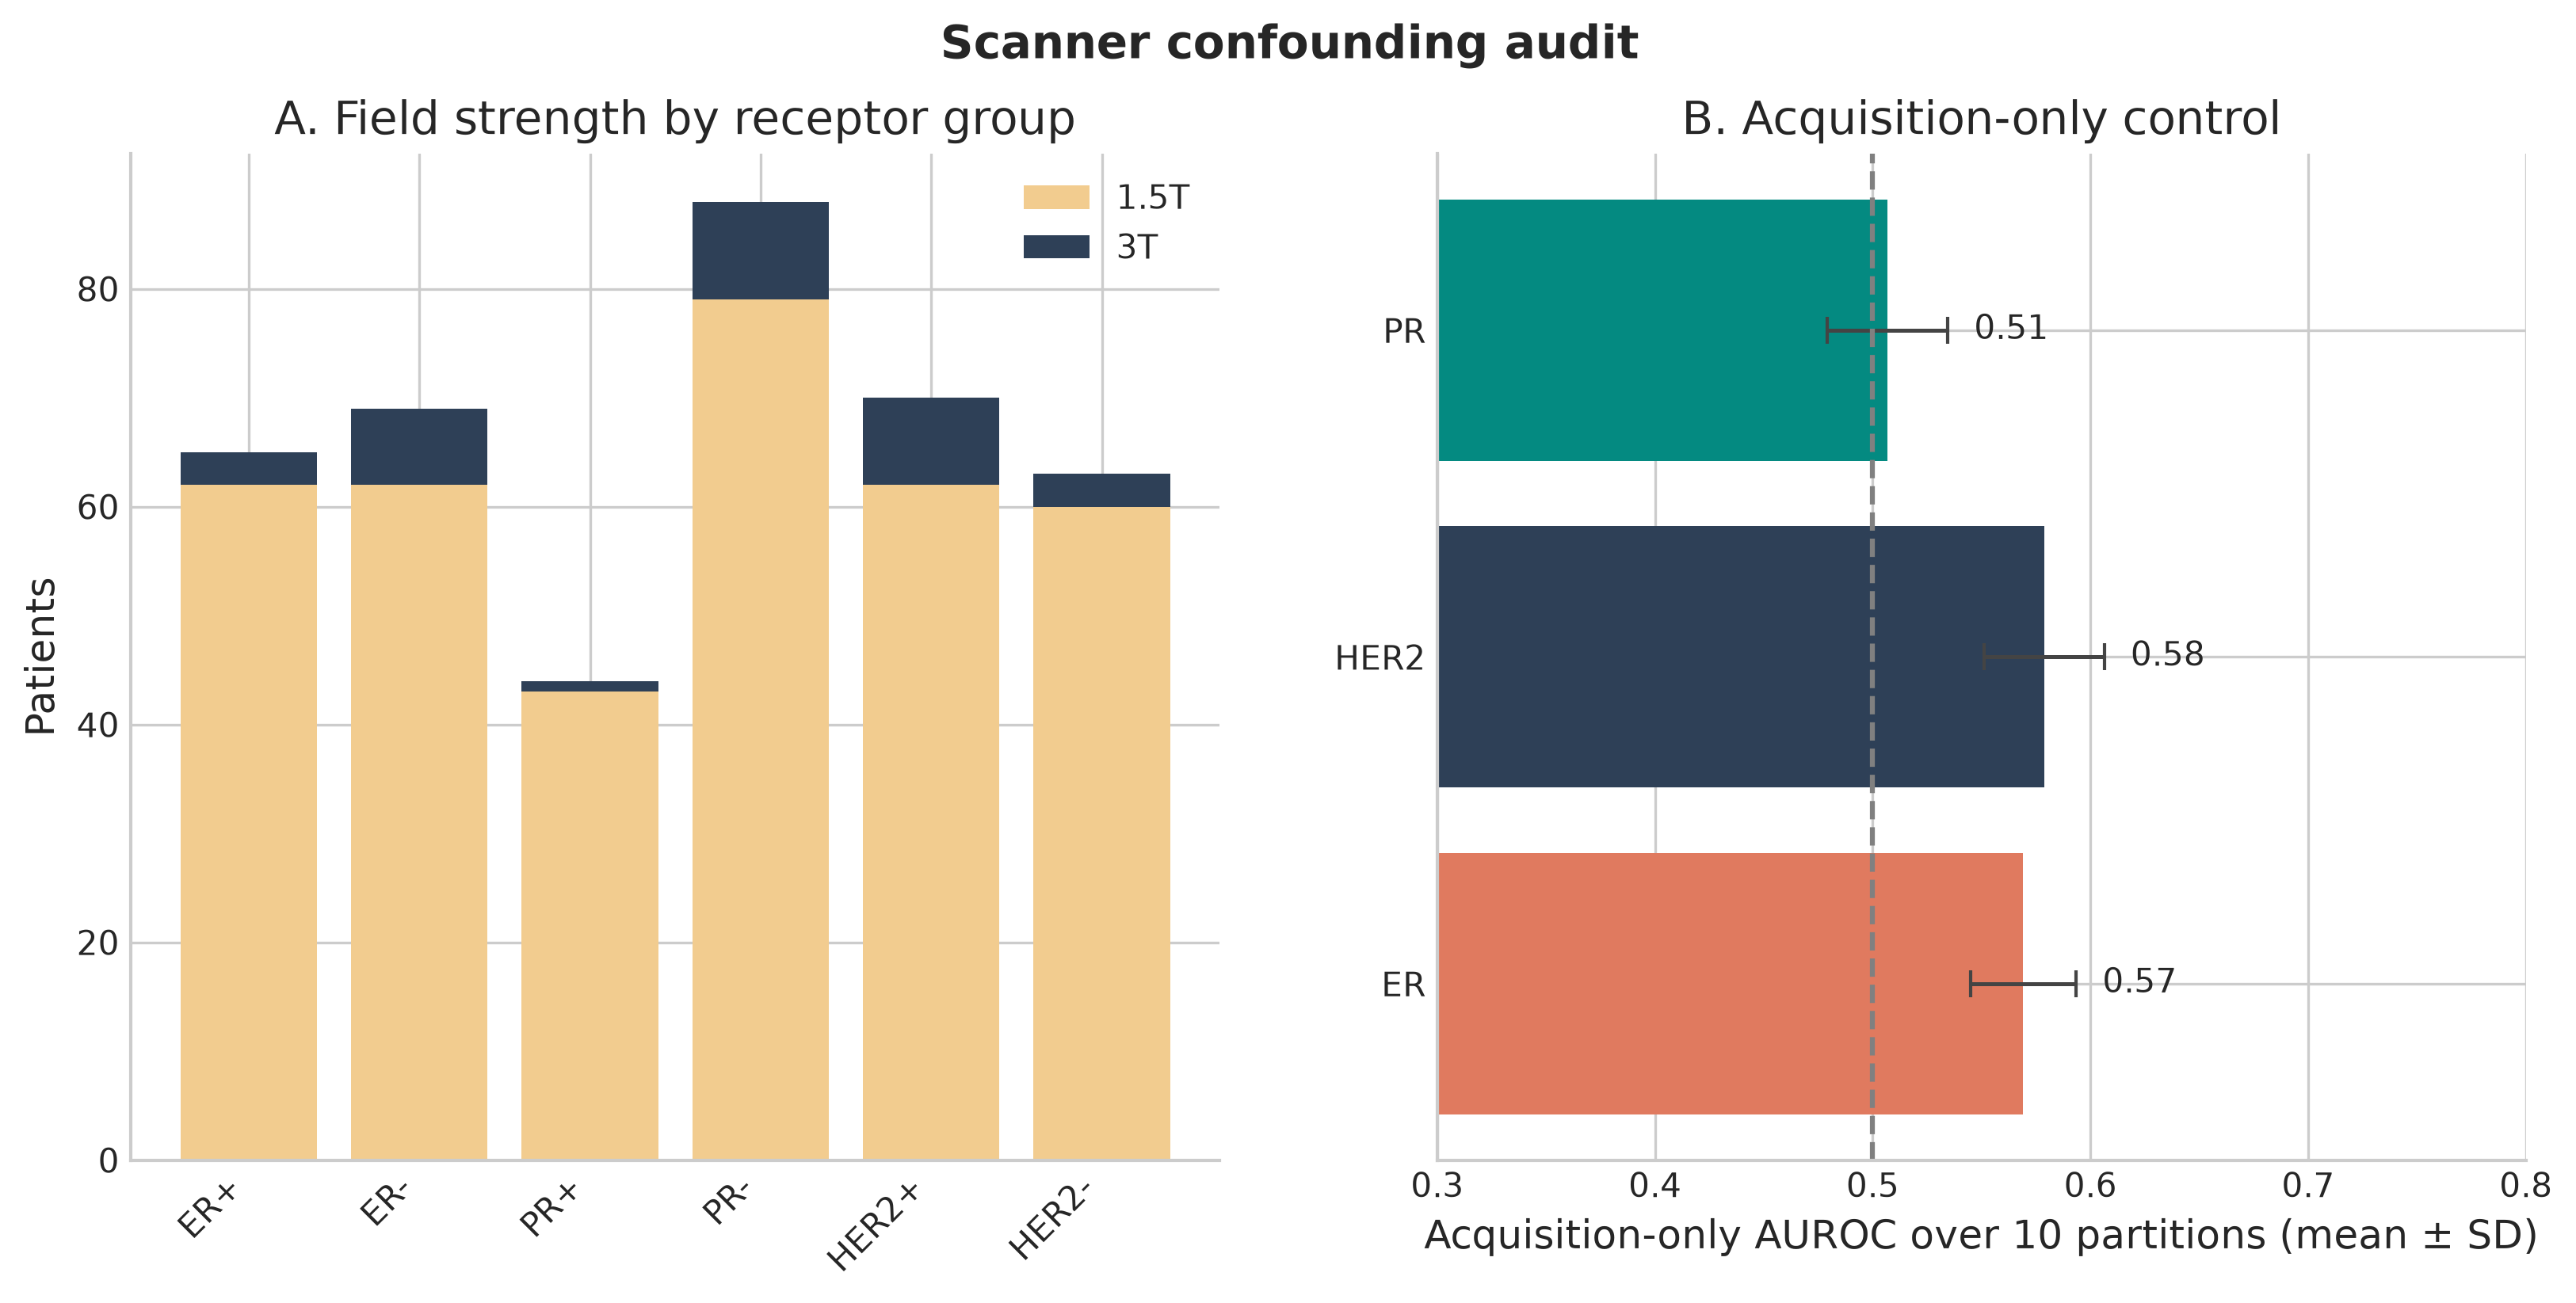 Scanner confounding audit
A. Field strength by receptor group
1.5T
3T
Patients
80
60
40
20
0
ER+
ER-
PR+
PR-
HER2+
HER2-
B. Acquisition-only control
PR
0.51
HER2
0.58
ER
0.57
0.3
0.4
0.5
0.6
0.7
0.8
Acquisition-only AUROC over 10 partitions (mean ± SD)